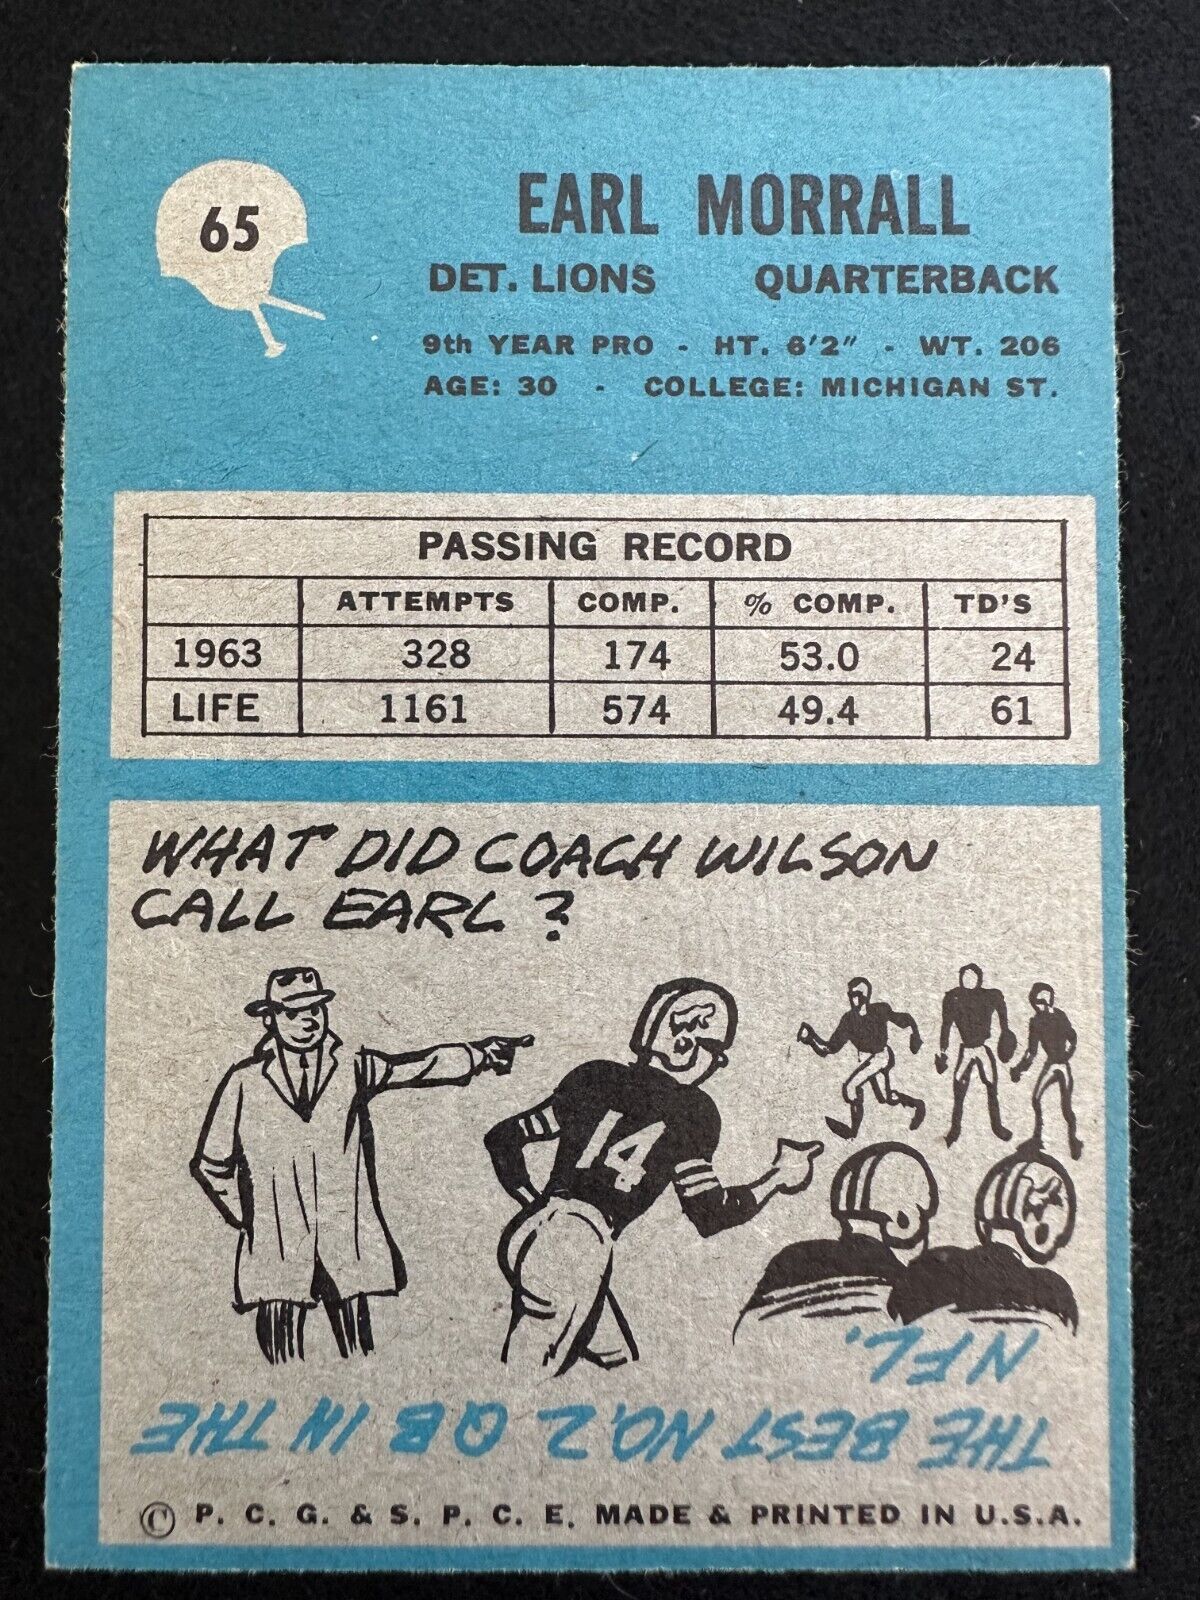 65
EARL MORRALL
DET. LIONS QUARTERBACK
9th YEAR PRO - HT. 6'2" - WT. 206
AGE: 30 - COLLEGE: MICHIGAN ST.
PASSING RECORD
ATTEMPTS COMP. % COMP. TD'S
1963 328 174 53.0 24
LIFE 1161 574 49.4 61
WHAT DID COACH WILSON
CALL EARL?
14
THE BEST NO. 2 QB IN THE
NFL.
© P. C. G. & S. P. C. E. MADE & PRINTED IN U.S.A.